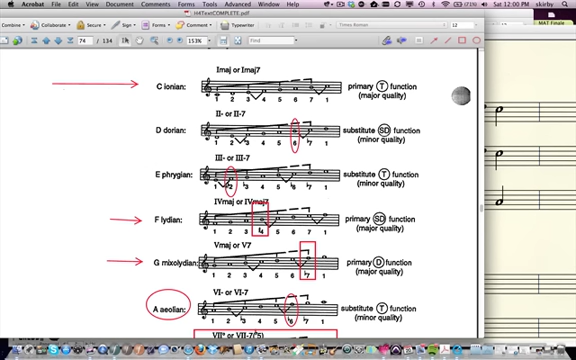 Acrobat File Edit View Document Comments Forms Tools Advanced Window Help
Sat 12:00 PM skirby
H4TextCOMPLETE.pdf
MAT Finale
Combine Collaborate Secure Sign Forms Comment Typewriter
12
74 / 134 153% Find
Imaj or Imaj7
C ionian: primary T function
(major quality)
1 2 3 4 5 6 7 1
II- or II-7
D dorian: substitute SD function
(minor quality)
1 2 ♭3 4 5 6 ♭7 1
III- or III-7
E phrygian: substitute T function
(minor quality)
1 ♭2 ♭3 4 5 ♭6 ♭7 1
IVmaj or IVmaj7
F lydian: primary SD function
(major quality)
1 2 3 ♯4 5 6 7 1
Vmaj or V7
G mixolydian: primary D function
(major quality)
1 2 3 4 5 6 ♭7 1
VI- or VI-7
A aeolian: substitute T function
(minor quality)
1 2 ♭3 4 5 ♭6 ♭7 1
VII° or VII-7(♭5)